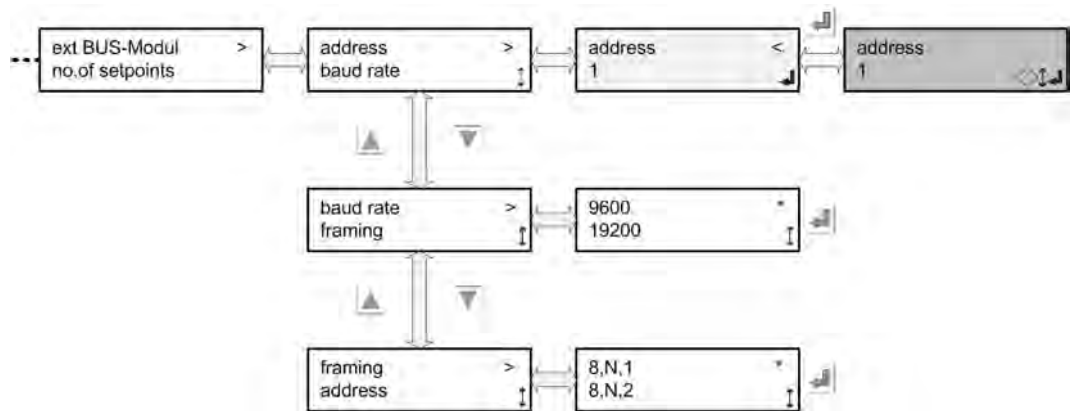 ext BUS-Modul >
no.of setpoints
address >
baud rate
address <
1
address
1
baud rate >
framing
9600 *
19200
framing >
address
8,N,1 *
8,N,2